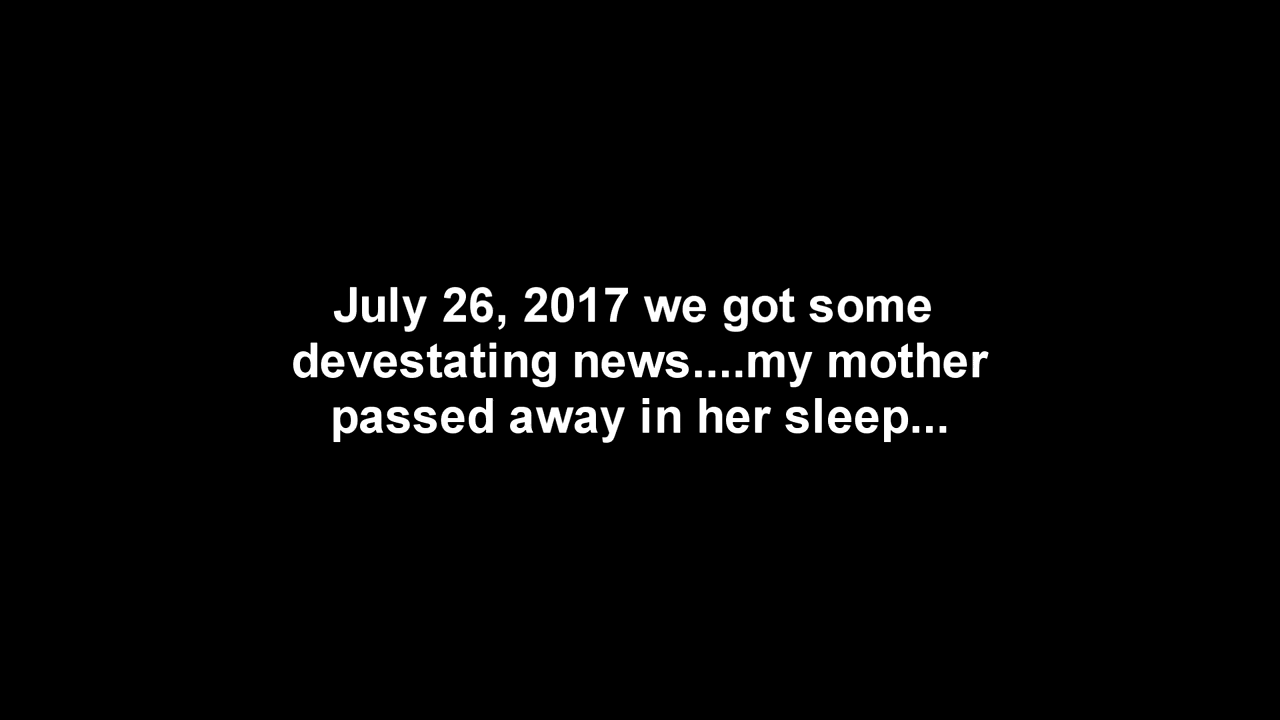 July 26, 2017 we got some
devestating news....my mother
passed away in her sleep...